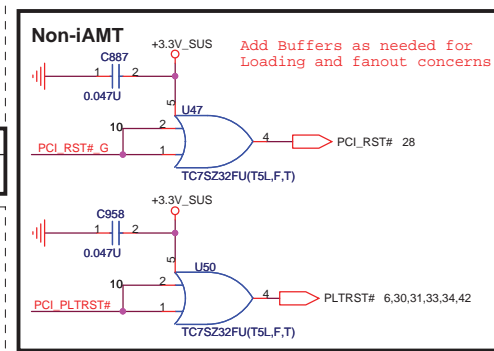 Non-iAMT
+3.3V_SUS
Add Buffers as needed for
Loading and fanout concerns
C887
1 2
0.047U
5
U47
10
2
4
PCI_RST# 28
PCI_RST#_G
1
TC7SZ32FU(T5L,F,T)
+3.3V_SUS
C958
1 2
0.047U
5
U50
10
2
4
PLTRST# 6,30,31,33,34,42
PCI_PLTRST#
1
TC7SZ32FU(T5L,F,T)